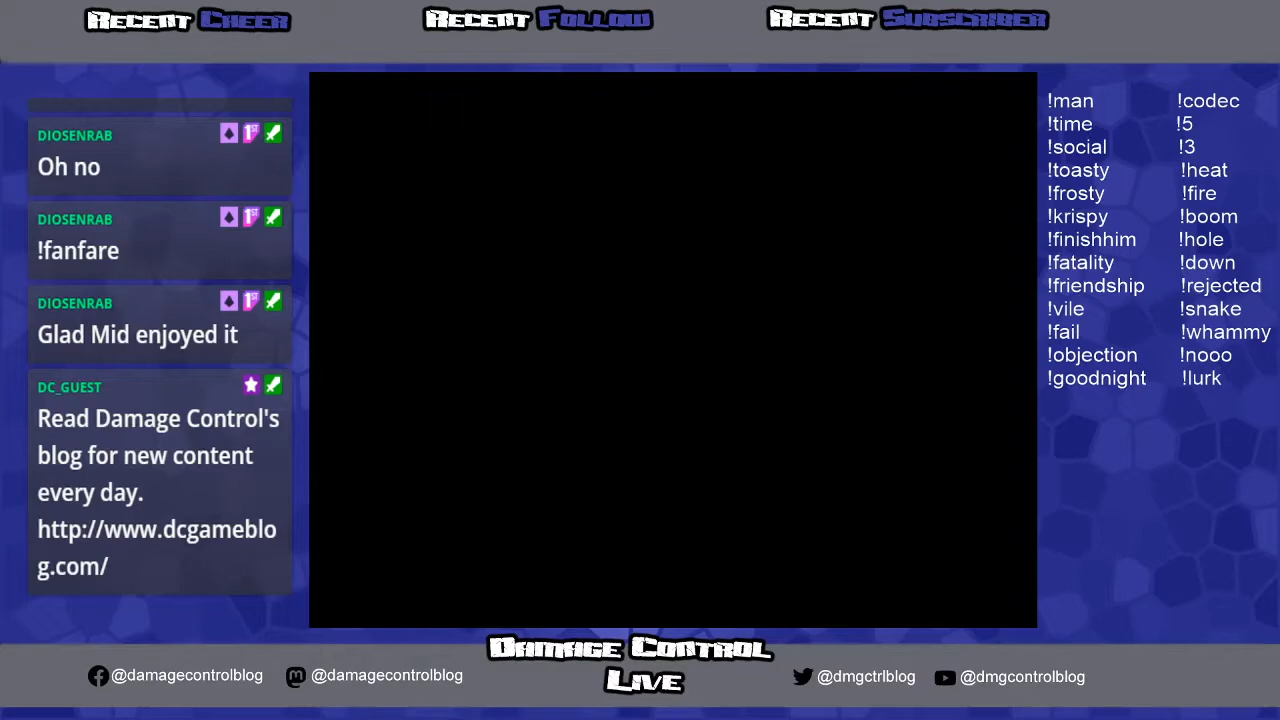 Recent Cheer
Recent Follow
Recent Subscriber
DIOSENRAB
Oh no
DIOSENRAB
!fanfare
DIOSENRAB
Glad Mid enjoyed it
DC_GUEST
Read Damage Control's
blog for new content
every day.
http://www.dcgameblo
g.com/
!man !codec
!time !5
!social !3
!toasty !heat
!frosty !fire
!krispy !boom
!finishhim !hole
!fatality !down
!friendship !rejected
!vile !snake
!fail !whammy
!objection !nooo
!goodnight !lurk
Damage Control
Live
@damagecontrolblog
@damagecontrolblog
@dmgctrlblog
@dmgcontrolblog